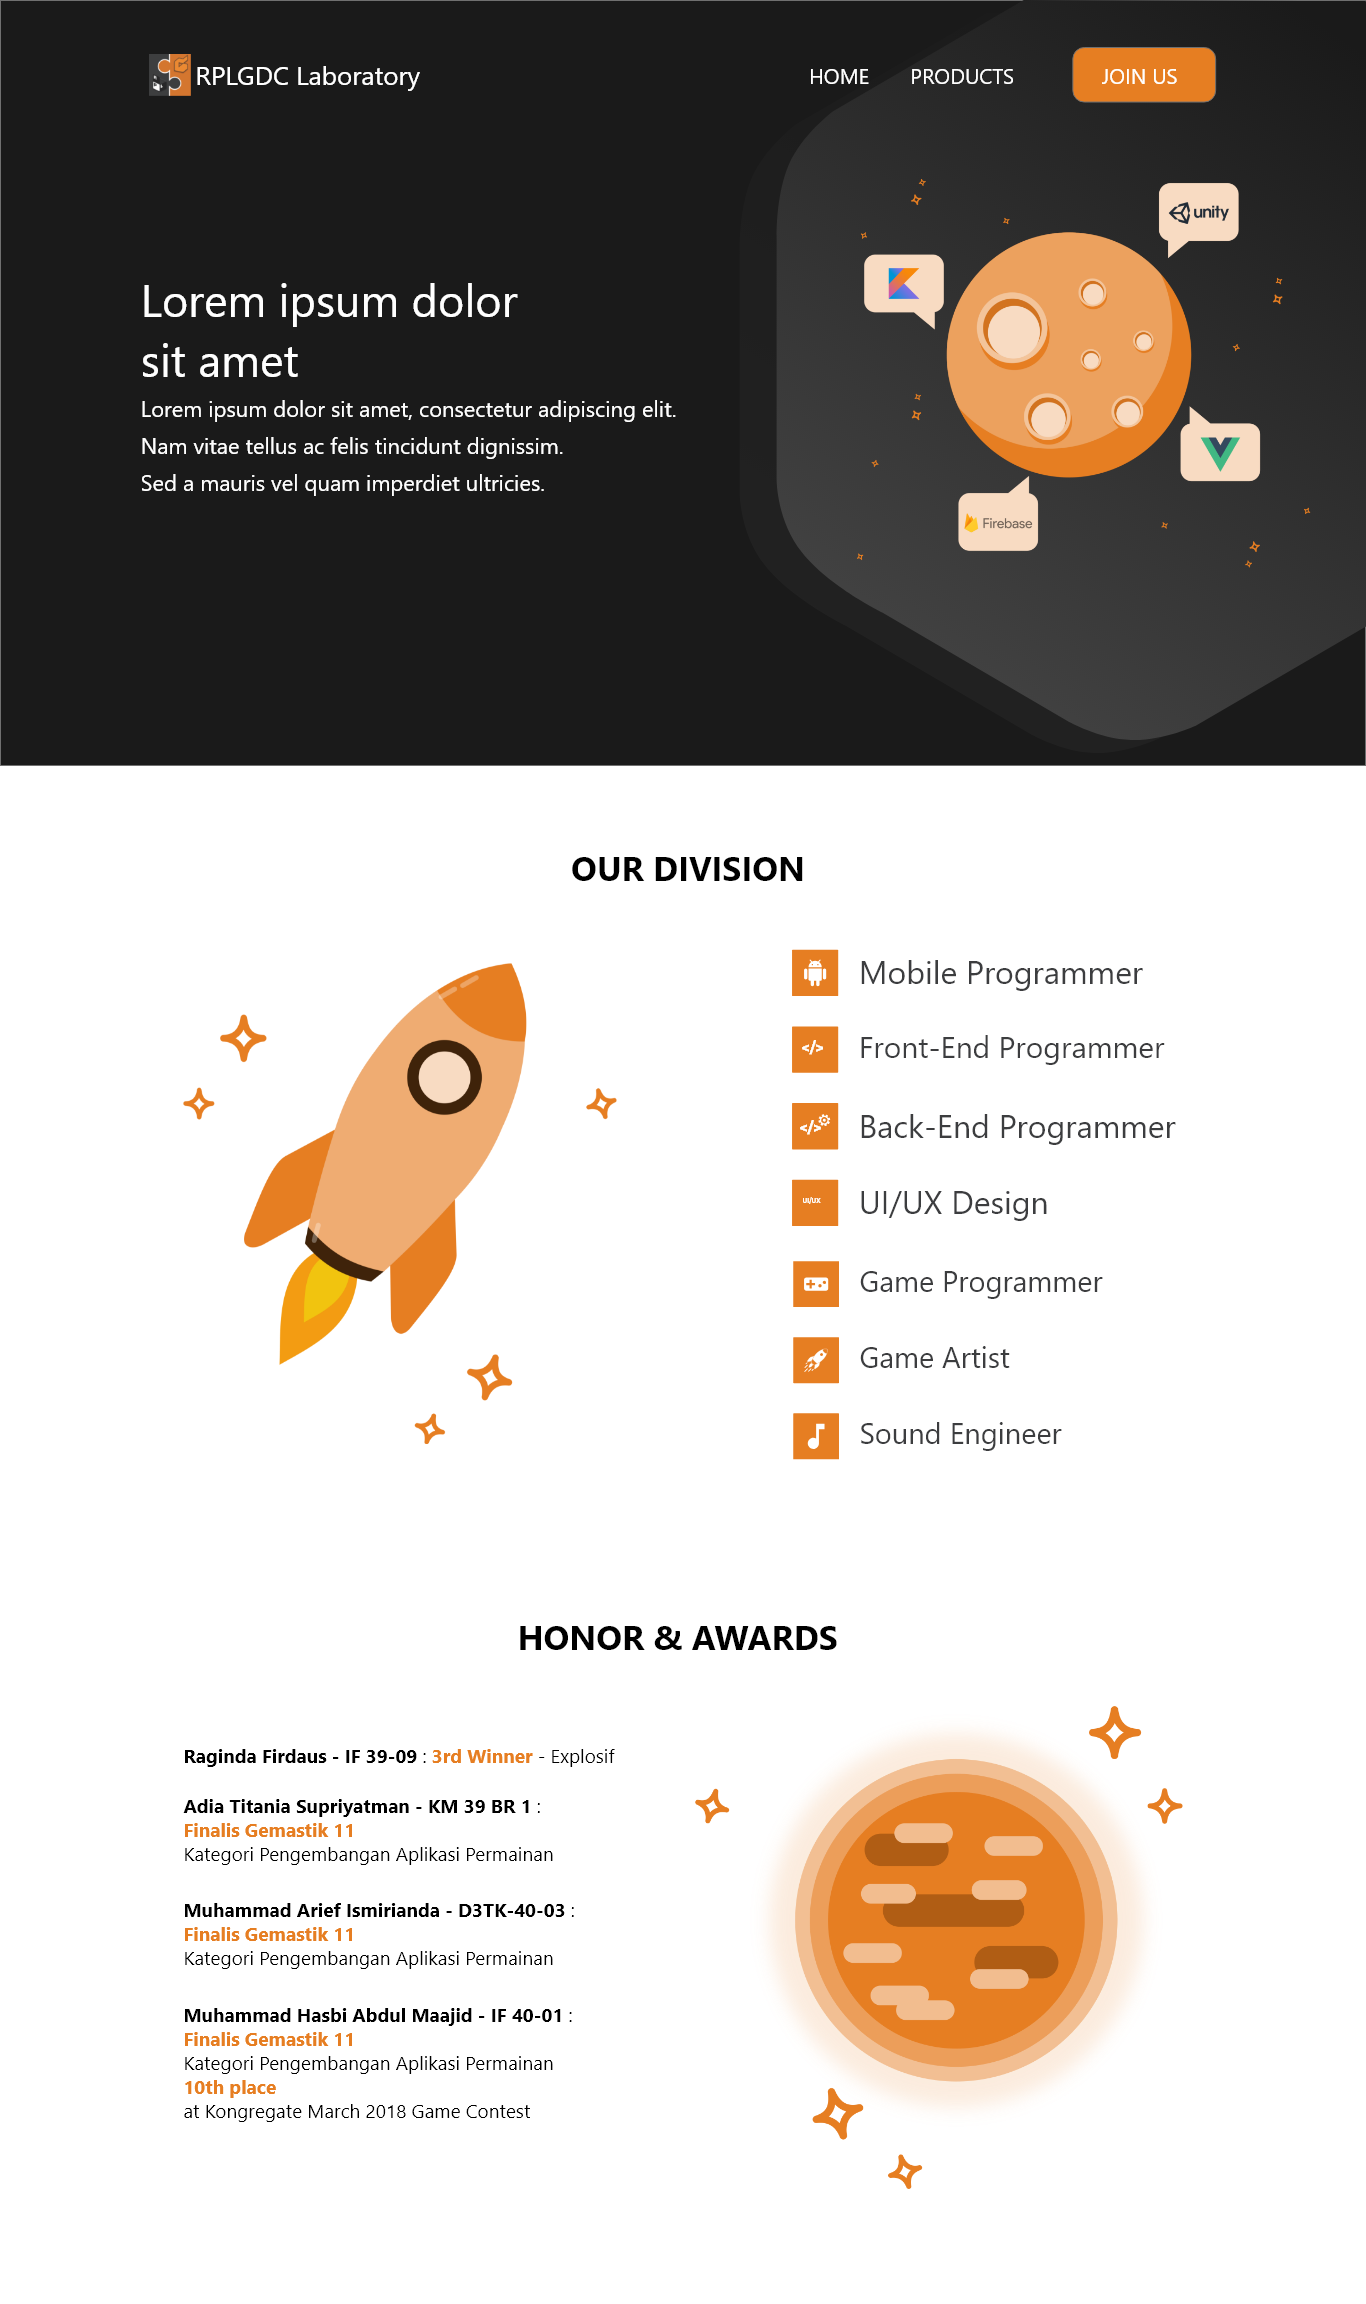 RPLGDC Laboratory
HOME
PRODUCTS
JOIN US
unity
Lorem ipsum dolor
sit amet
Lorem ipsum dolor sit amet, consectetur adipiscing elit.
Nam vitae tellus ac felis tincidunt dignissim.
Sed a mauris vel quam imperdiet ultricies.
Firebase
OUR DIVISION
Mobile Programmer
</> Front-End Programmer
</> Back-End Programmer
UI/UX UI/UX Design
Game Programmer
Game Artist
Sound Engineer
HONOR & AWARDS
Raginda Firdaus - IF 39-09 : 3rd Winner - Explosif
Adia Titania Supriyatman - KM 39 BR 1 :
Finalis Gemastik 11
Kategori Pengembangan Aplikasi Permainan
Muhammad Arief Ismirianda - D3TK-40-03 :
Finalis Gemastik 11
Kategori Pengembangan Aplikasi Permainan
Muhammad Hasbi Abdul Maajid - IF 40-01 :
Finalis Gemastik 11
Kategori Pengembangan Aplikasi Permainan
10th place
at Kongregate March 2018 Game Contest